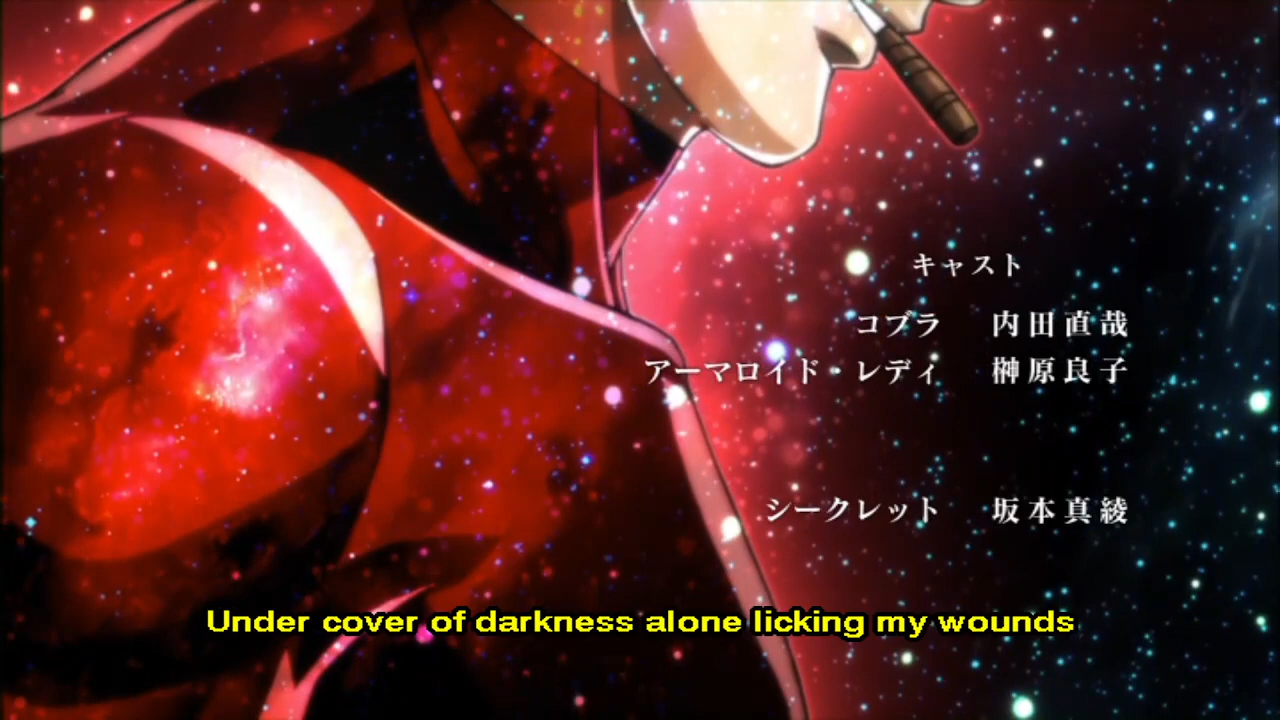 キャスト
コブラ 内田直哉
アーマロイド・レディ 榊原良子
シークレット 坂本真綾
Under cover of darkness alone licking my wounds